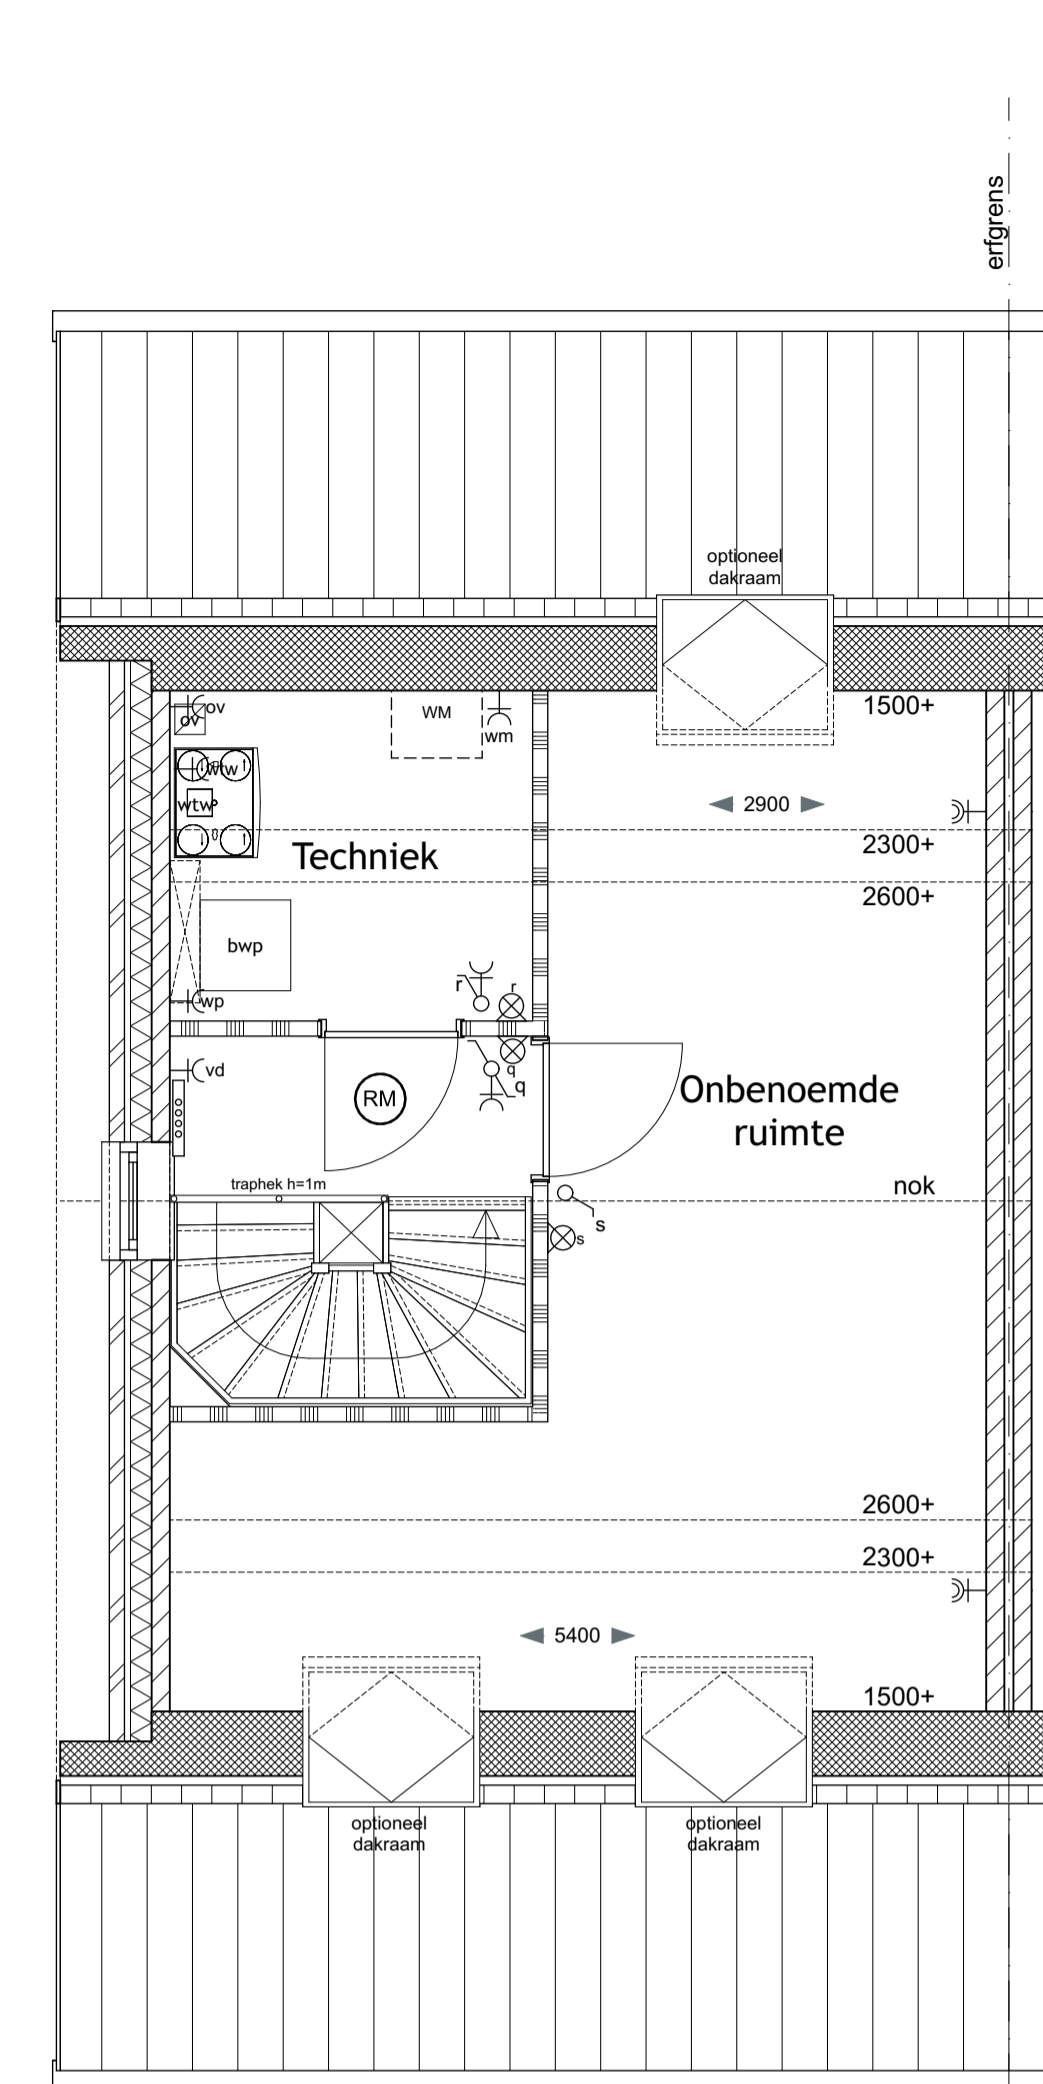 erfgrens
optioneel
dakraam
1500+
ov
ov
WM
wm
wtw
wtw
2900
2300+
Techniek
2600+
bwp
r
r
wp
q
q
vd
RM
Onbenoemde
ruimte
traphek h=1m
nok
s
s
2600+
2300+
5400
1500+
optioneel
dakraam
optioneel
dakraam